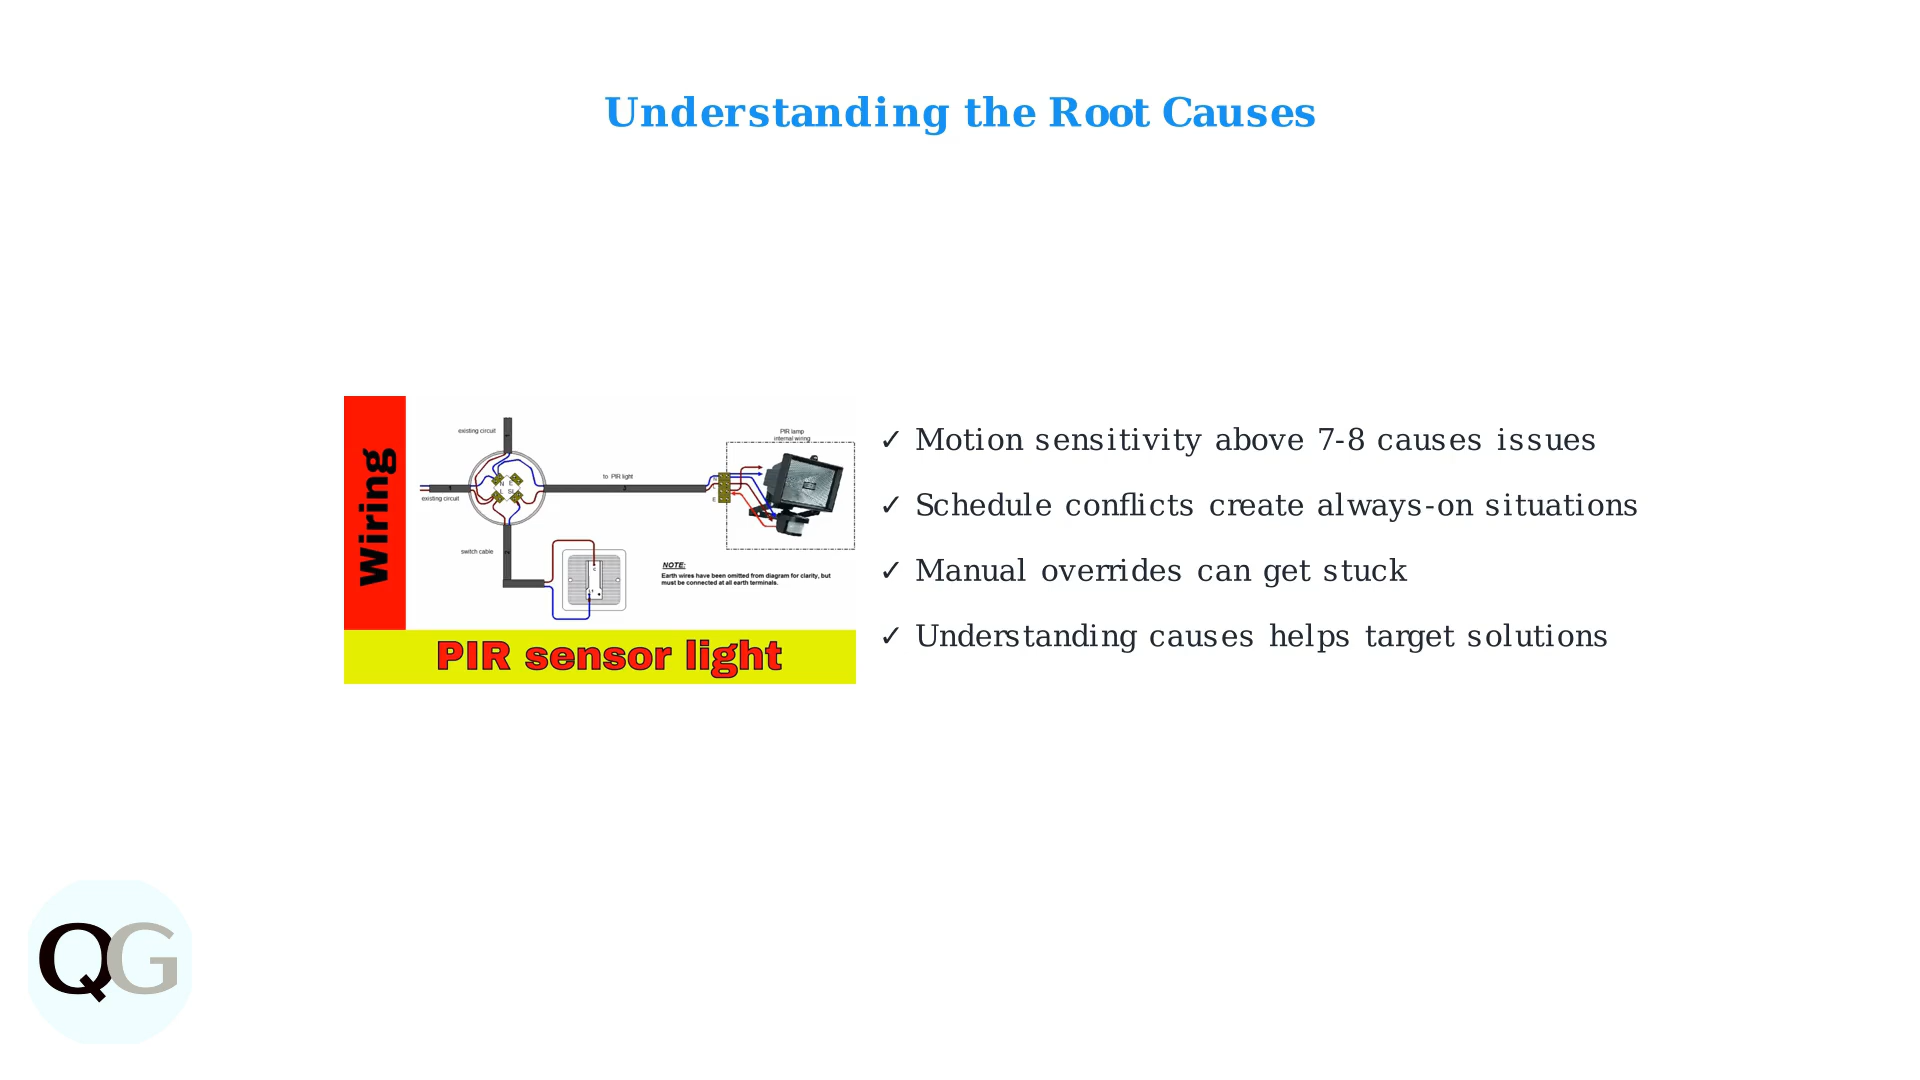 Understanding the Root Causes
Wiring
existing circuit
existing circuit
to PIR light
PIR lamp
internal wiring
N E
L SL
switch cable
NOTE:
Earth wires have been omitted from diagram for clarity, but
must be connected at all earth terminals.
PIR sensor light
✓ Motion sensitivity above 7-8 causes issues
✓ Schedule conflicts create always-on situations
✓ Manual overrides can get stuck
✓ Understanding causes helps target solutions
QG